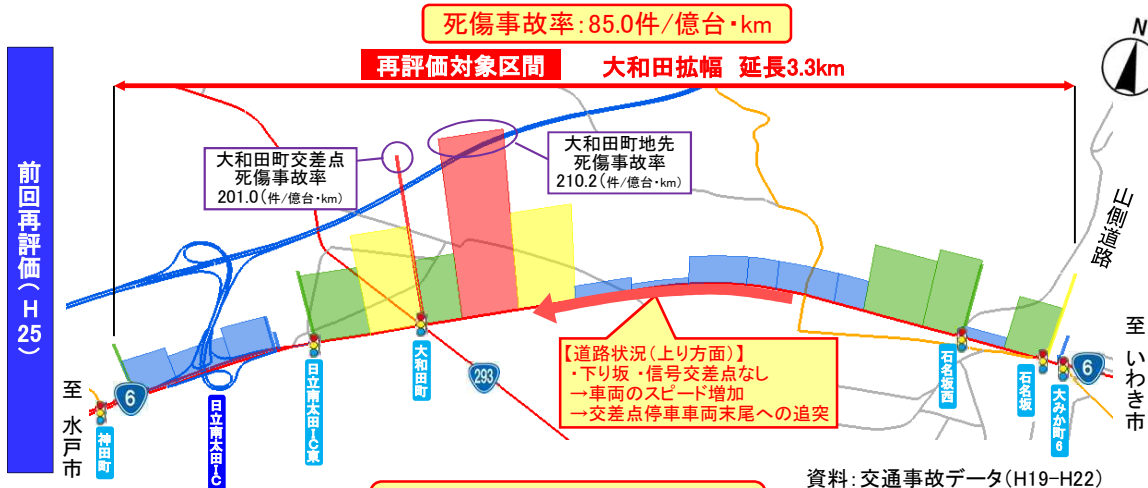 死傷事故率:85.0件/億台・km
再評価対象区間 大和田拡幅 延長3.3km
N
前回再評価(H25)
大和田町交差点
死傷事故率
201.0(件/億台・km)
大和田町地先
死傷事故率
210.2(件/億台・km)
山側道路
【道路状況(上り方面)】
・下り坂 ・信号交差点なし
→車両のスピード増加
→交差点停車車両末尾への追突
至 水戸市
6
神田町
日立南太田IC
日立南太田IC東
大和田町
293
石名坂西
石名坂
大みか町6
6
至 いわき市
資料:交通事故データ(H19-H22)